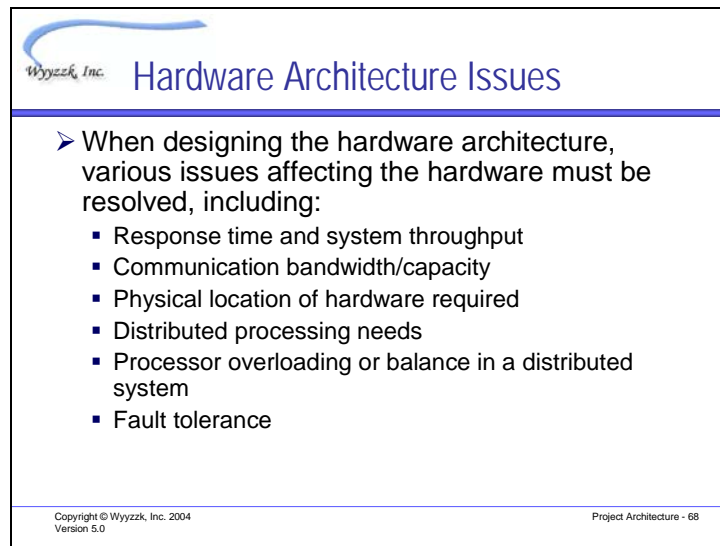 Wyyzzk, Inc.
Hardware Architecture Issues
➢ When designing the hardware architecture,
various issues affecting the hardware must be
resolved, including:
▪ Response time and system throughput
▪ Communication bandwidth/capacity
▪ Physical location of hardware required
▪ Distributed processing needs
▪ Processor overloading or balance in a distributed
system
▪ Fault tolerance
Copyright © Wyyzzk, Inc. 2004
Version 5.0
Project Architecture - 68